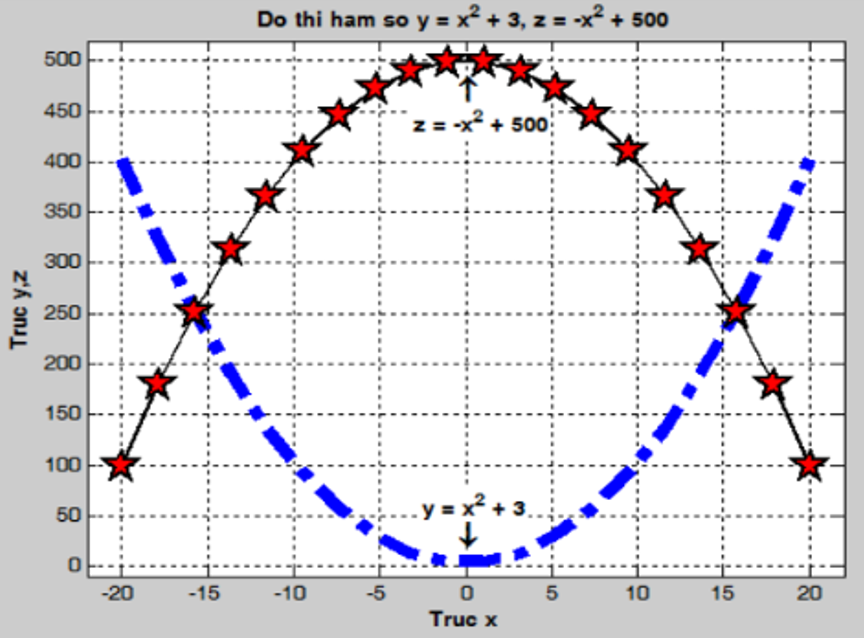 Do thi ham so y = x² + 3, z = -x² + 500
500
450
z = -x² + 500
400
350
300
Truc y,z
250
200
150
100
y = x² + 3
50
0
-20 -15 -10 -5 0 5 10 15 20
Truc x